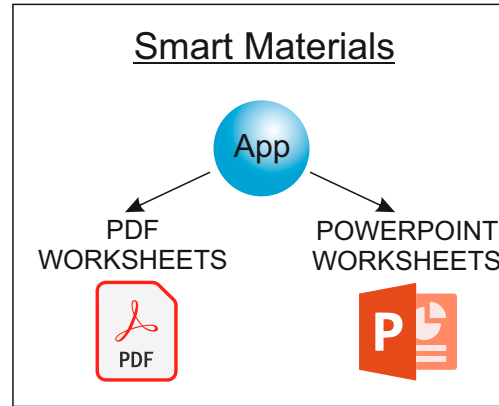 Smart Materials
App
PDF
WORKSHEETS
POWERPOINT
WORKSHEETS
PDF
P